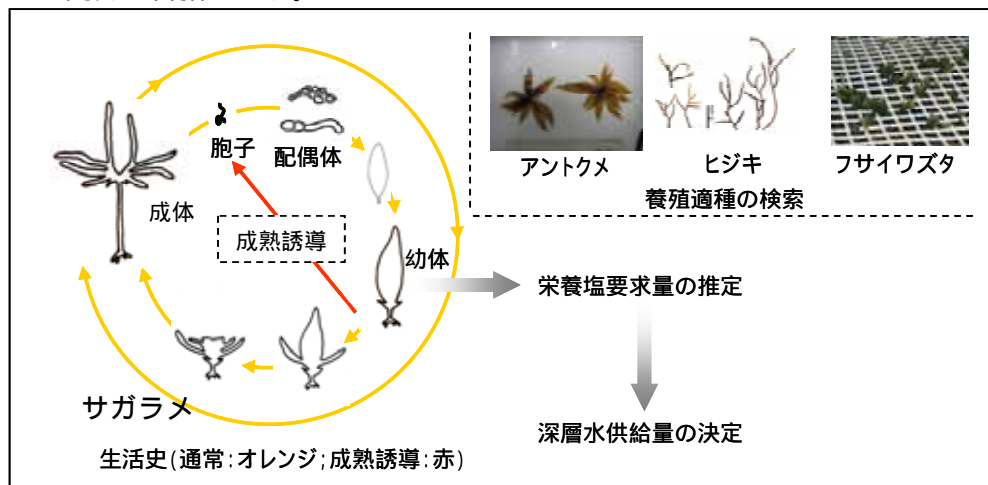 胞子
配偶体
成体
成熟誘導
幼体
サガラメ
生活史(通常:オレンジ;成熟誘導:赤)
アントクメ
ヒジキ
フサイワズタ
養殖適種の検索
栄養塩要求量の推定
深層水供給量の決定